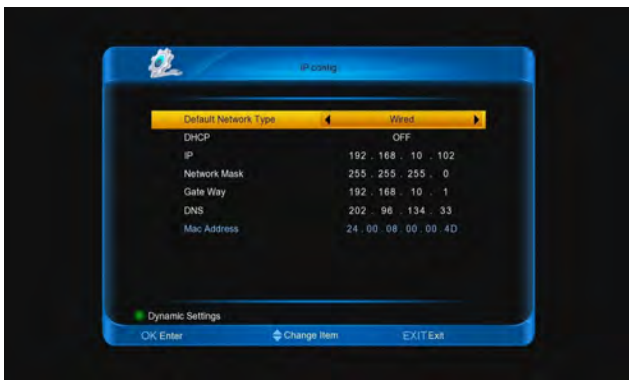 IP config
Default Network Type Wired
DHCP OFF
IP 192 . 168 . 10 . 102
Network Mask 255 . 255 . 255 . 0
Gate Way 192 . 168 . 10 . 1
DNS 202 . 96 . 134 . 33
Mac Address 24 . 00 . 08 . 00 . 00 . 4D
Dynamic Settings
OK Enter Change Item EXIT Exit